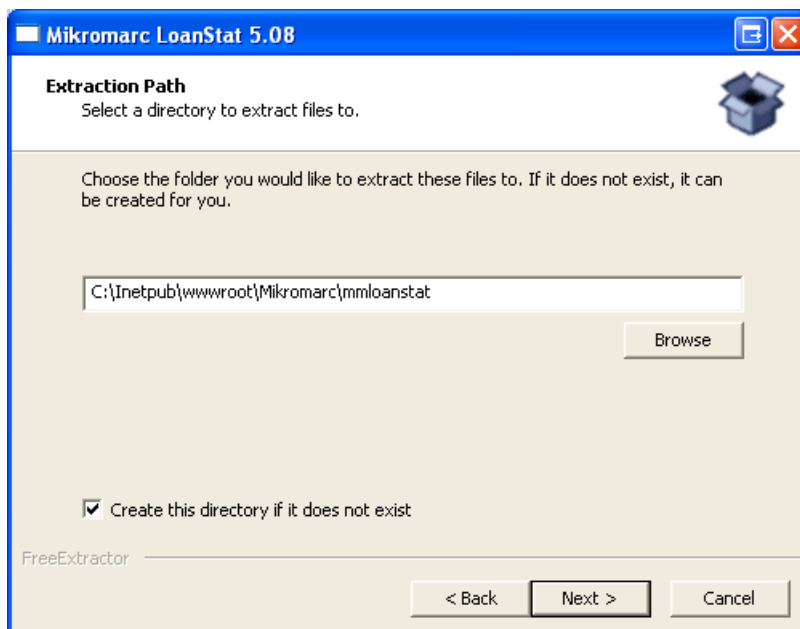 Mikromarc LoanStat 5.08
Extraction Path
Select a directory to extract files to.
Choose the folder you would like to extract these files to. If it does not exist, it can
be created for you.
C:\Inetpub\wwwroot\Mikromarc\mmloanstat
Browse
Create this directory if it does not exist
FreeExtractor
< Back
Next >
Cancel